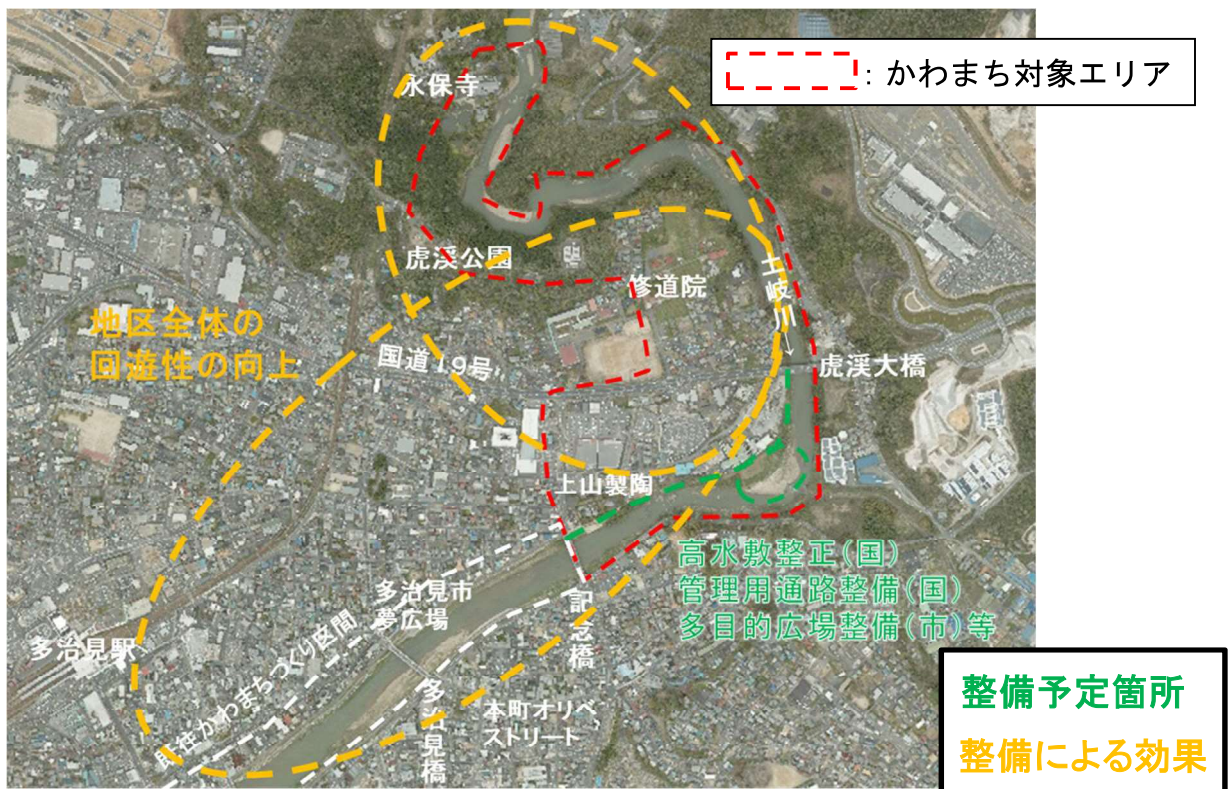 : かわまち対象エリア
永保寺
虎渓公園
修道院
土岐川→
地区全体の
回遊性の向上
国道19号
虎渓大橋
上山製陶
高水敷整正(国)
管理用通路整備(国)
多目的広場整備(市)等
多治見市
夢広場
記念橋
多治見駅
既往かわまちづくり区間
多治見橋
本町オリベ
ストリート
整備予定箇所
整備による効果